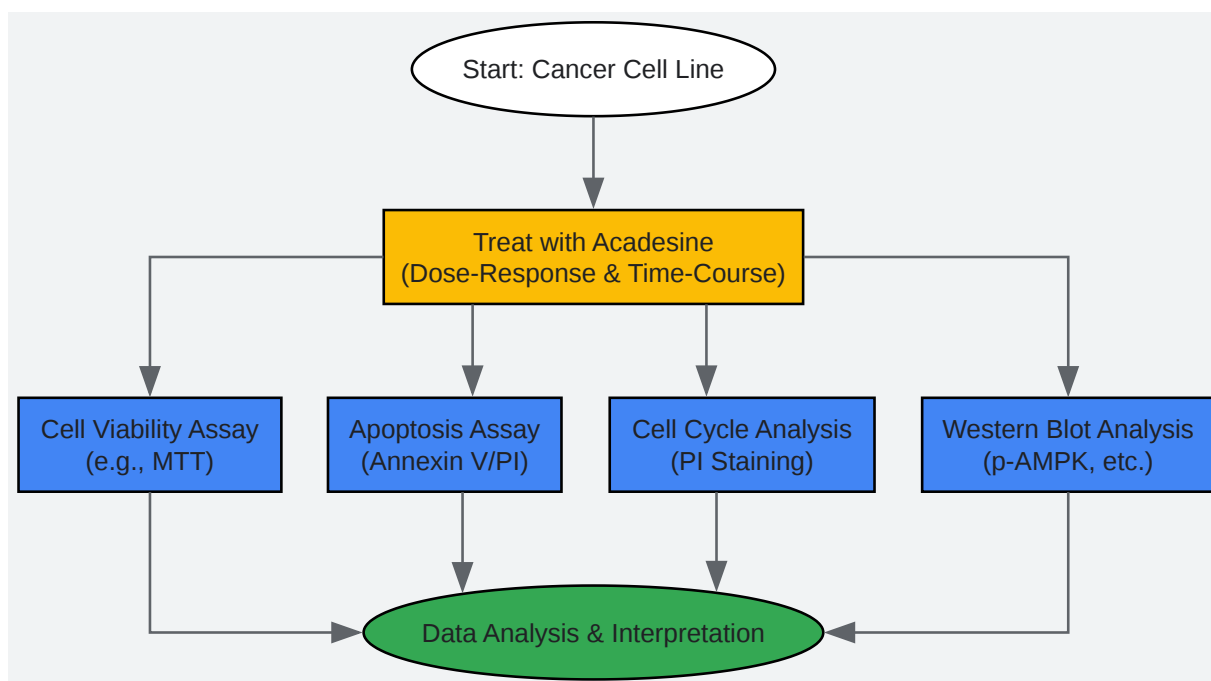 Start: Cancer Cell Line
Treat with Acadesine
(Dose-Response & Time-Course)
Cell Viability Assay
(e.g., MTT)
Apoptosis Assay
(Annexin V/PI)
Cell Cycle Analysis
(PI Staining)
Western Blot Analysis
(p-AMPK, etc.)
Data Analysis & Interpretation